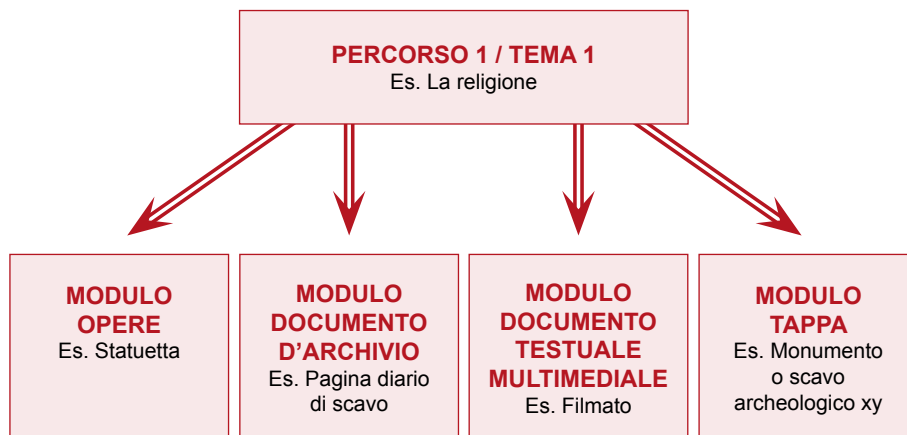 PERCORSO 1 / TEMA 1
Es. La religione
MODULO
OPERE
Es. Statuetta
MODULO
DOCUMENTO
D’ARCHIVIO
Es. Pagina diario
di scavo
MODULO
DOCUMENTO
TESTUALE
MULTIMEDIALE
Es. Filmato
MODULO
TAPPA
Es. Monumento
o scavo
archeologico xy